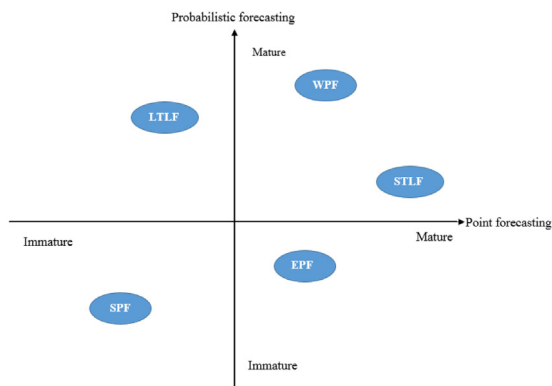 Probabilistic forecasting
Mature
WPF
LTLF
STLF
Point forecasting
Immature
Mature
EPF
SPF
Immature